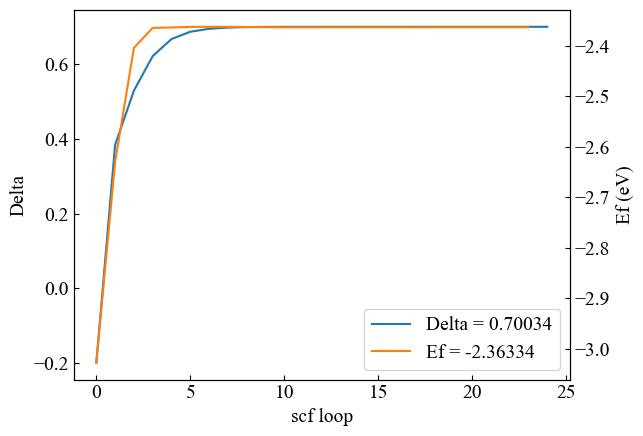 0.6
0.4
0.2
0.0
−0.2
Delta
−2.4
−2.5
−2.6
−2.7
−2.8
−2.9
−3.0
Ef (eV)
Delta = 0.70034
Ef = -2.36334
0 5 10 15 20 25
scf loop